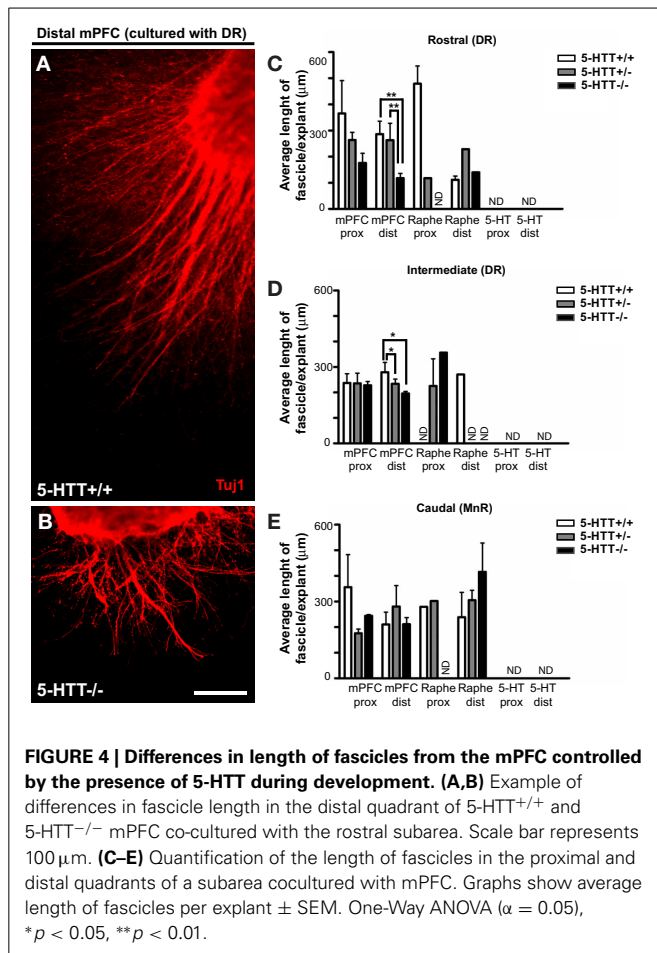 Distal mPFC (cultured with DR)
A
5-HTT+/+
Tuj1
B
5-HTT-/-
C
Rostral (DR)
5-HTT+/+
5-HTT+/-
5-HTT-/-
Average lenght of
fascicle/explant (μm)
600
300
0
**
**
ND
ND
ND
mPFC prox
mPFC dist
Raphe prox
Raphe dist
5-HT prox
5-HT dist
D
Intermediate (DR)
5-HTT+/+
5-HTT+/-
5-HTT-/-
Average lenght of
fascicle/explant (μm)
600
300
0
*
*
ND
ND
ND
ND
ND
mPFC prox
mPFC dist
Raphe prox
Raphe dist
5-HT prox
5-HT dist
E
Caudal (MnR)
5-HTT+/+
5-HTT+/-
5-HTT-/-
Average lenght of
fascicle/explant (μm)
600
300
0
ND
ND
ND
mPFC prox
mPFC dist
Raphe prox
Raphe dist
5-HT prox
5-HT dist
FIGURE 4 | Differences in length of fascicles from the mPFC controlled
by the presence of 5-HTT during development. (A,B) Example of
differences in fascicle length in the distal quadrant of 5-HTT+/+ and
5-HTT−/− mPFC co-cultured with the rostral subarea. Scale bar represents
100 μm. (C–E) Quantification of the length of fascicles in the proximal and
distal quadrants of a subarea cocultured with mPFC. Graphs show average
length of fascicles per explant ± SEM. One-Way ANOVA (α = 0.05),
*p < 0.05, **p < 0.01.